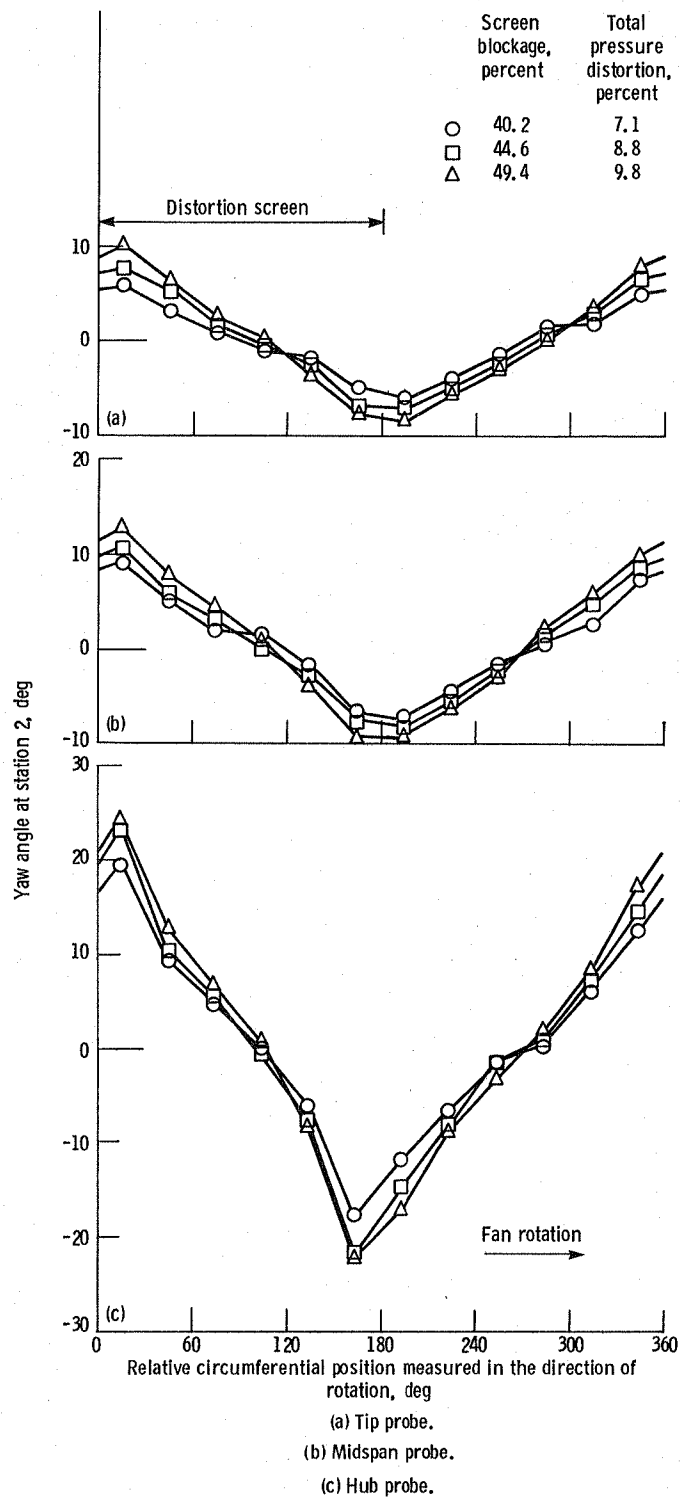 Screen blockage, percent
Total pressure distortion, percent
40.2 7.1
44.6 8.8
49.4 9.8
Distortion screen
10
0
-10
(a)
20
10
0
-10
(b)
Yaw angle at station 2, deg
30
20
10
0
-10
-20
-30
(c)
Fan rotation
0 60 120 180 240 300 360
Relative circumferential position measured in the direction of
rotation, deg
(a) Tip probe.
(b) Midspan probe.
(c) Hub probe.